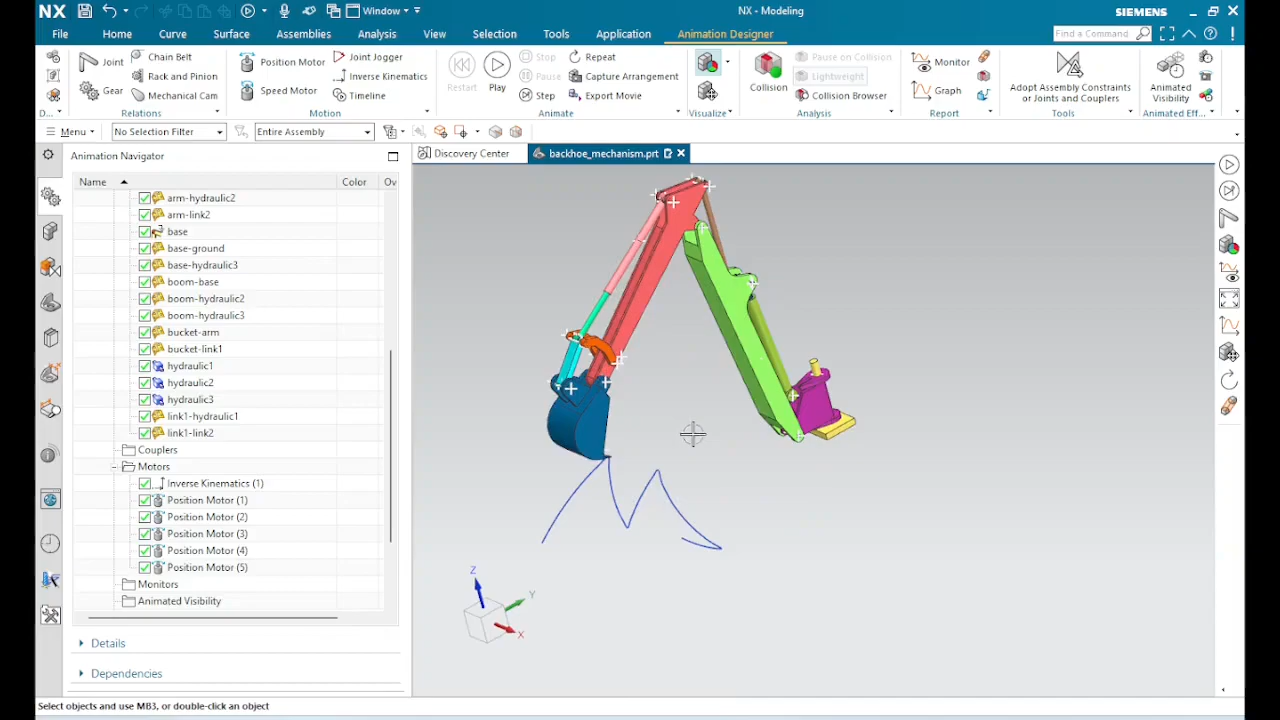 NX
Window
NX - Modeling
SIEMENS
File
Home
Curve
Surface
Assemblies
Analysis
View
Selection
Tools
Application
Animation Designer
Find a Command
Joint
Chain Belt
Gear
Rack and Pinion
Mechanical Cam
Position Motor
Joint Jogger
Speed Motor
Inverse Kinematics
Timeline
Restart
Play
Stop
Pause
Step
Repeat
Capture Arrangement
Export Movie
Collision
Pause on Collision
Lightweight
Collision Browser
Monitor
Graph
Adopt Assembly Constraints
or Joints and Couplers
Animated
Visibility
D...
Relations
Motion
Animate
Visualize
Analysis
Report
Tools
Animated Eff...
Menu
No Selection Filter
Entire Assembly
Animation Navigator
Discovery Center
backhoe_mechanism.prt
Name
Color
Ov
arm-hydraulic2
arm-link2
base
base-ground
base-hydraulic3
boom-base
boom-hydraulic2
boom-hydraulic3
bucket-arm
bucket-link1
hydraulic1
hydraulic2
hydraulic3
link1-hydraulic1
link1-link2
Couplers
Motors
Inverse Kinematics (1)
Position Motor (1)
Position Motor (2)
Position Motor (3)
Position Motor (4)
Position Motor (5)
Monitors
Animated Visibility
Details
Dependencies
Z
Y
X
Select objects and use MB3, or double-click an object